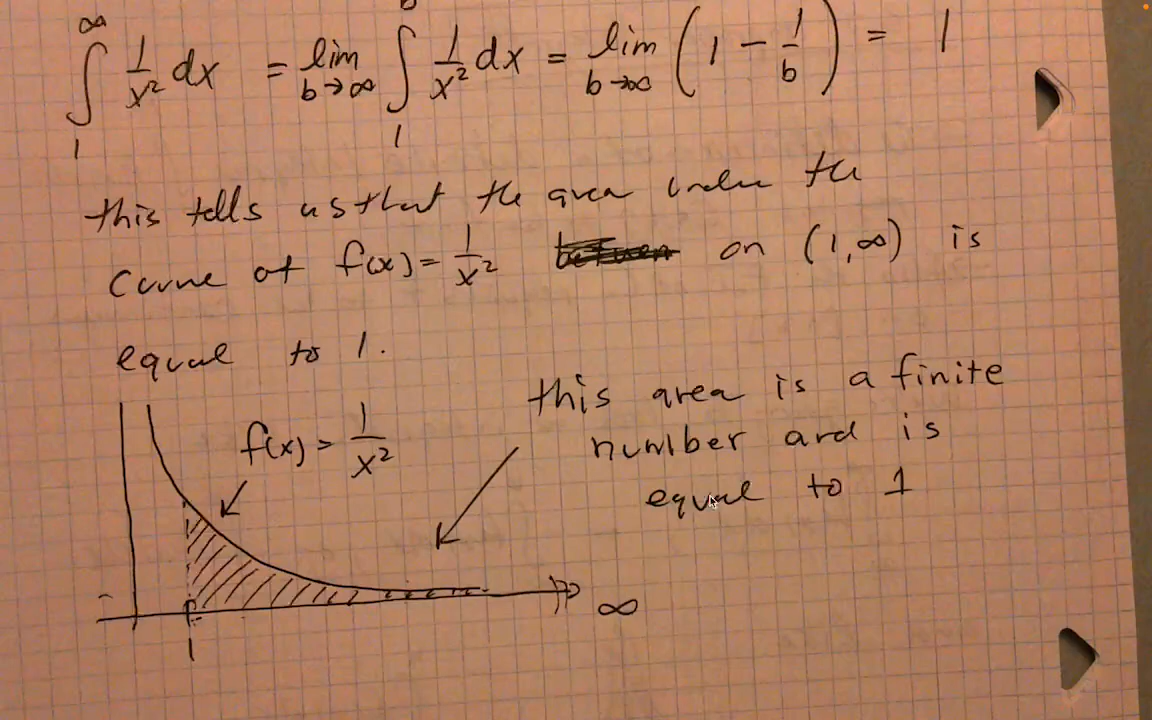 ∫₁^∞ 1/x² dx = lim b→∞ ∫₁^b 1/x² dx = lim b→∞ (1 − 1/b) = 1
this tells us that the area under the
curve of f(x) = 1/x² on (1, ∞) is
equal to 1.
f(x) = 1/x²
this area is a finite
number and is
equal to 1
1
∞